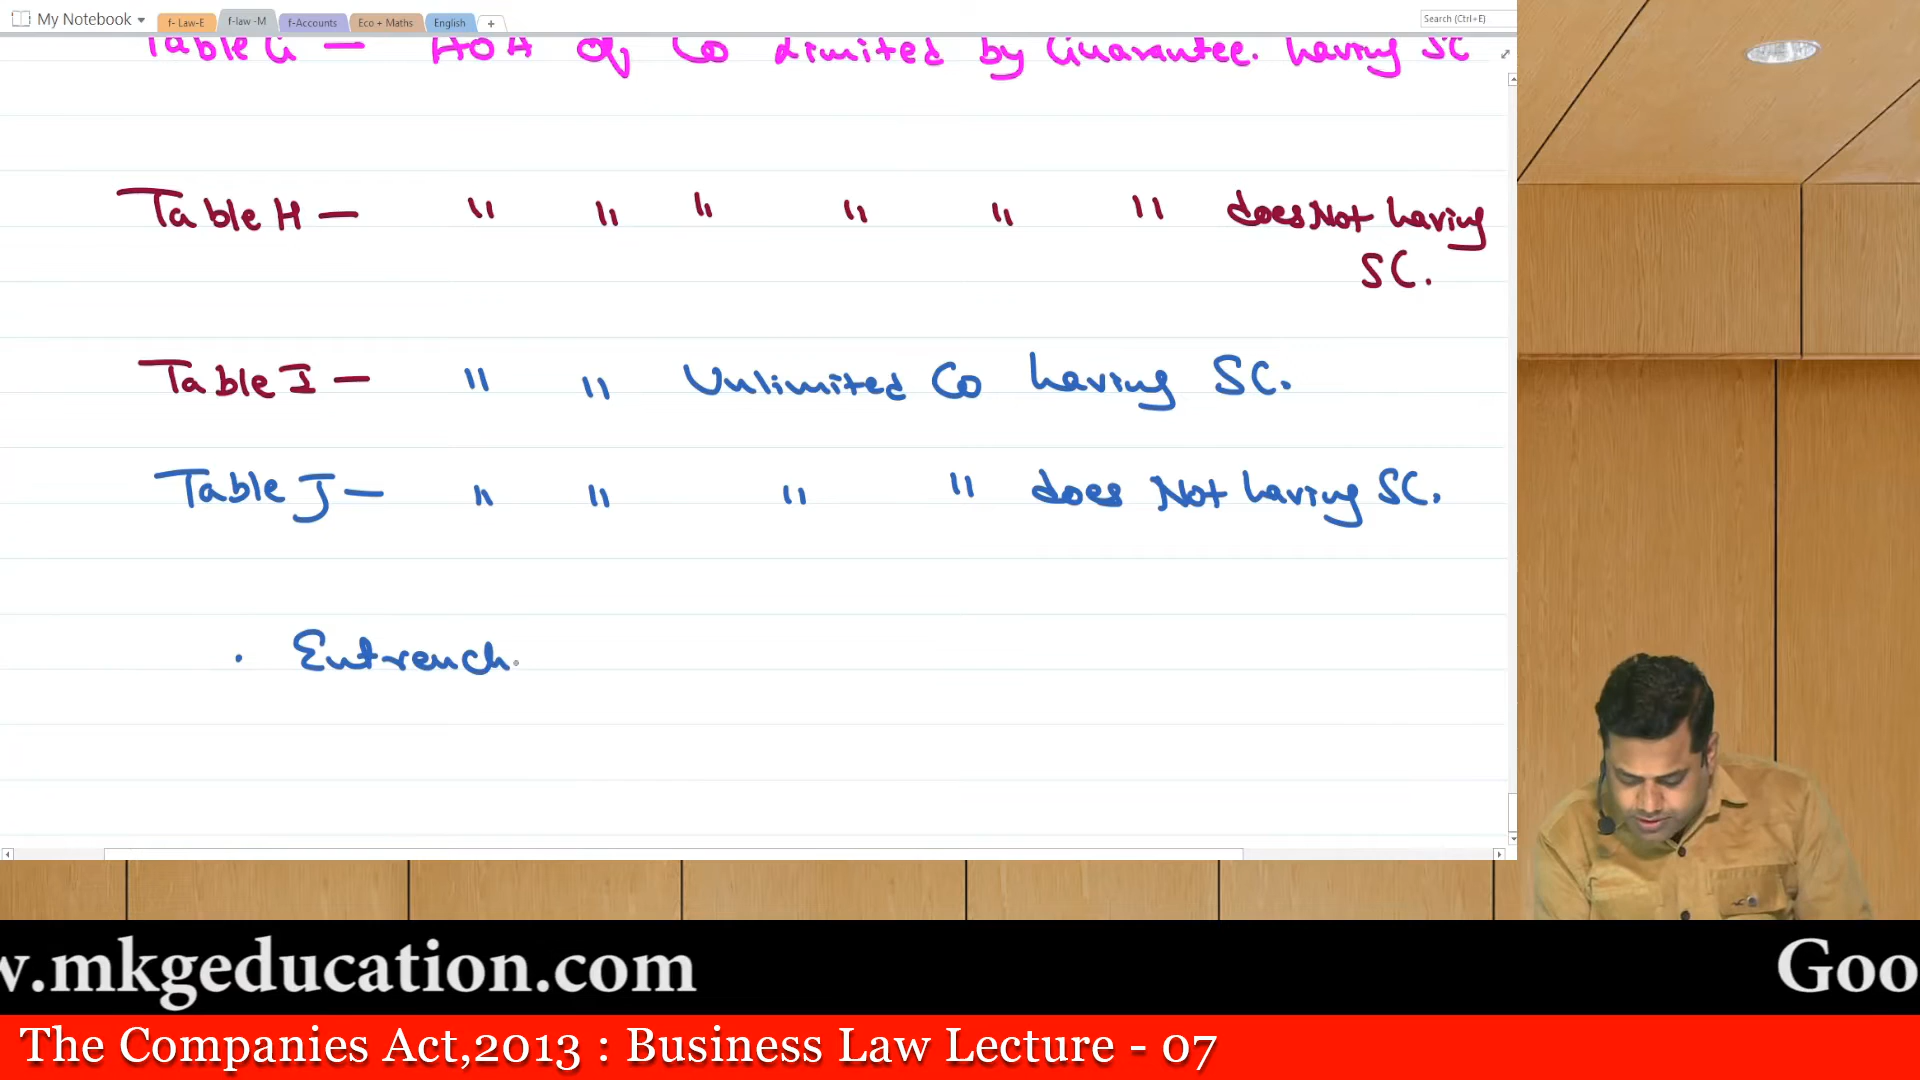 My Notebook f- Law-E f-law -M f-Accounts Eco + Maths English + Search (Ctrl+E)
Table G — AOA of Co Limited by Guarantee. having SC
Table H — " " " " " " does Not having
SC.
Table I — " " Unlimited Co having SC.
Table J — " " " " does Not having SC.
. Entrench
w.mkgeducation.com Goo
The Companies Act,2013 : Business Law Lecture - 07